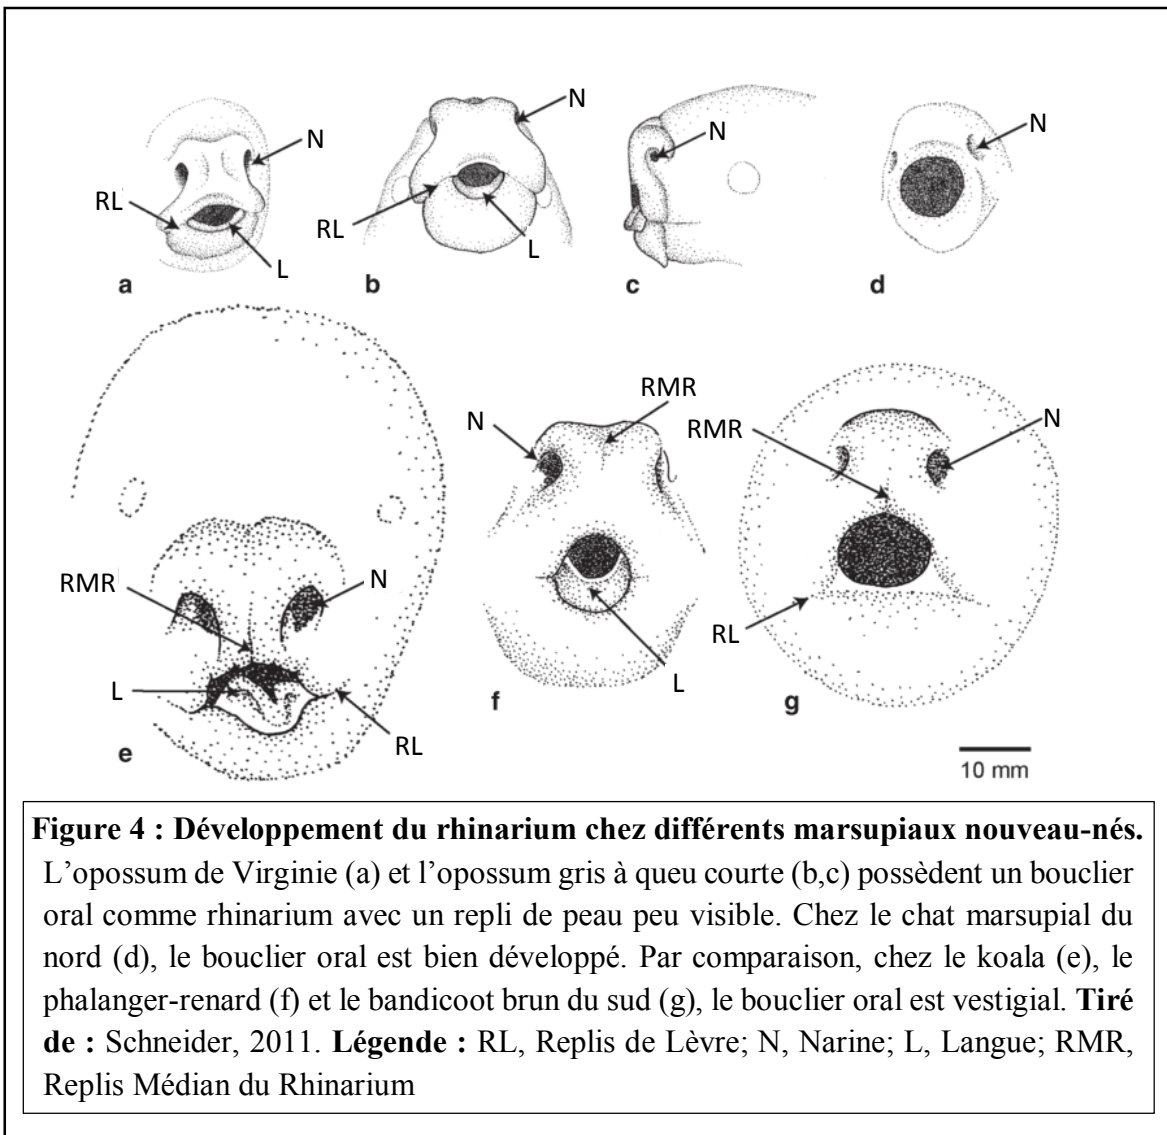 N
N
N
N
RL
RL
L
L
a
b
c
d
RMR
N
RMR
N
RMR
N
L
RL
L
RL
e
f
g
10 mm
Figure 4 : Développement du rhinarium chez différents marsupiaux nouveau-nés.
L’opossum de Virginie (a) et l’opossum gris à queu courte (b,c) possèdent un bouclier
oral comme rhinarium avec un repli de peau peu visible. Chez le chat marsupial du
nord (d), le bouclier oral est bien développé. Par comparaison, chez le koala (e), le
phalanger-renard (f) et le bandicoot brun du sud (g), le bouclier oral est vestigial. Tiré
de : Schneider, 2011. Légende : RL, Replis de Lèvre; N, Narine; L, Langue; RMR,
Replis Médian du Rhinarium